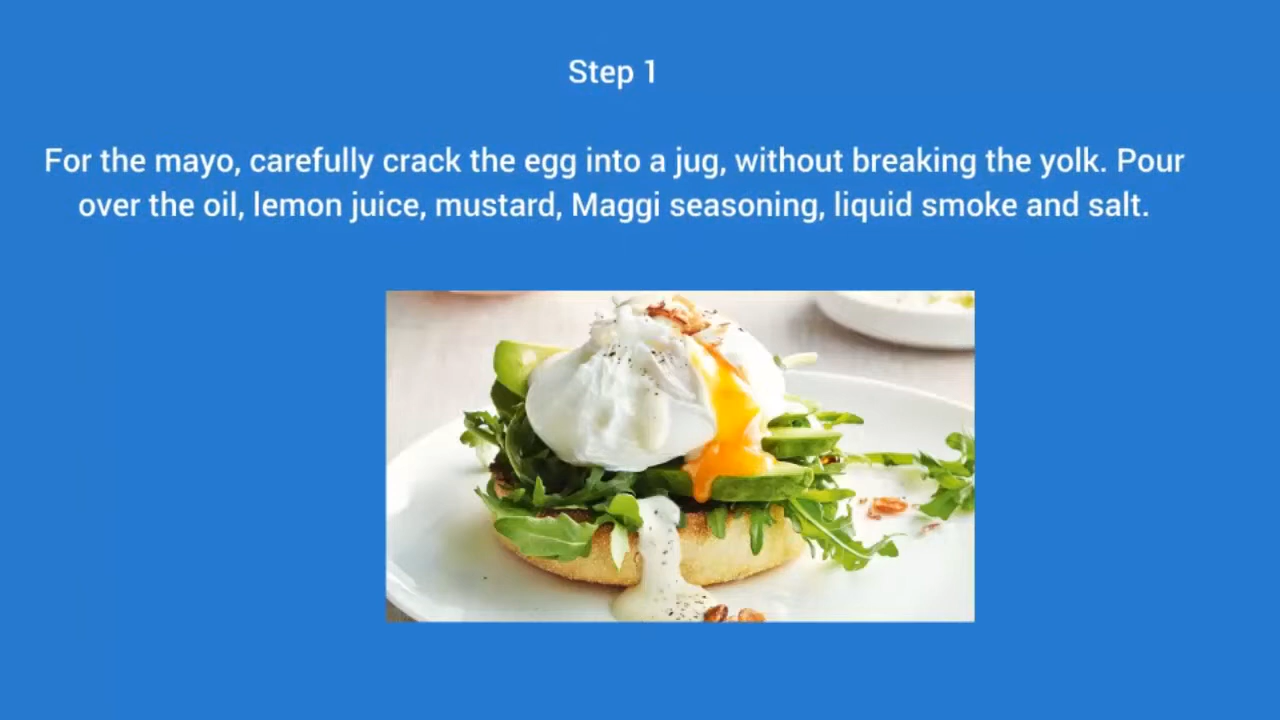 Step 1
For the mayo, carefully crack the egg into a jug, without breaking the yolk. Pour
over the oil, lemon juice, mustard, Maggi seasoning, liquid smoke and salt.